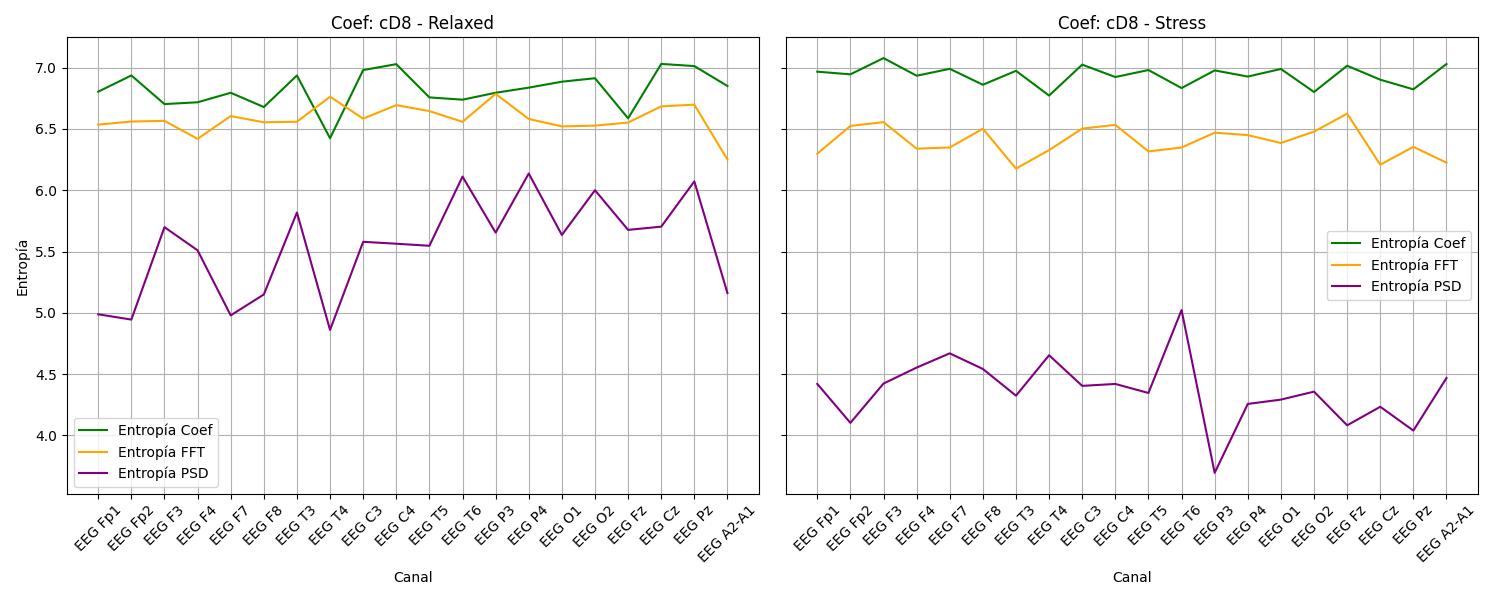 Coef: cD8 - Relaxed
Entropía
7.0
6.5
6.0
5.5
5.0
4.5
4.0
Entropía Coef
Entropía FFT
Entropía PSD
EEG Fp1
EEG Fp2
EEG F3
EEG F4
EEG F7
EEG F8
EEG T3
EEG T4
EEG C3
EEG C4
EEG T5
EEG T6
EEG P3
EEG P4
EEG O1
EEG O2
EEG Fz
EEG Cz
EEG Pz
EEG A2-A1
Canal
Coef: cD8 - Stress
Entropía Coef
Entropía FFT
Entropía PSD
EEG Fp1
EEG Fp2
EEG F3
EEG F4
EEG F7
EEG F8
EEG T3
EEG T4
EEG C3
EEG C4
EEG T5
EEG T6
EEG P3
EEG P4
EEG O1
EEG O2
EEG Fz
EEG Cz
EEG Pz
EEG A2-A1
Canal